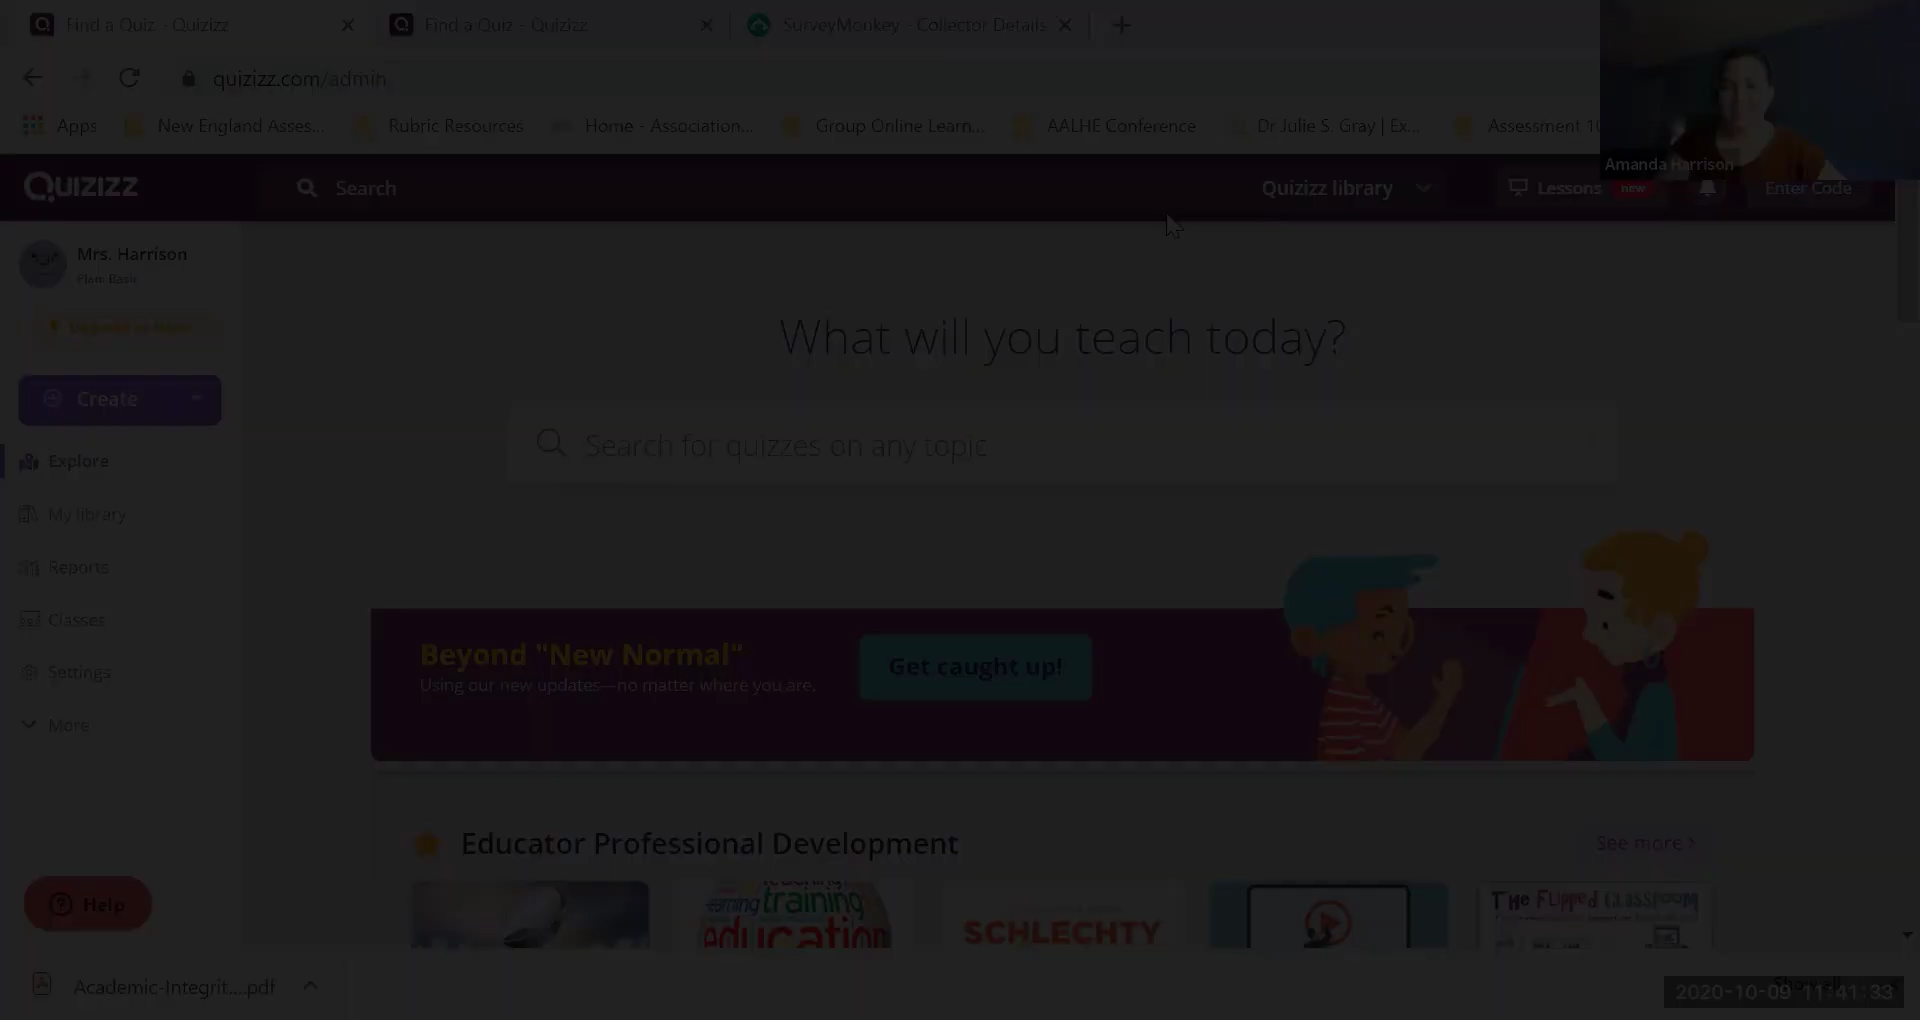 Find a Quiz - Quizizz
Find a Quiz - Quizizz
SurveyMonkey - Collector Details
quizizz.com/admin
Apps
New England Asses...
Rubric Resources
Home - Association...
Group Online Learn...
AALHE Conference
Dr Julie S. Gray | Ex...
Assessment 10
Amanda Harrison
Quizizz
Search
Quizizz library
Lessons
new
Enter Code
Mrs. Harrison
Create
Explore
My library
Reports
Classes
Settings
More
Help
What will you teach today?
Search for quizzes on any topic
Beyond "New Normal"
Using our new updates—no matter where you are.
Get caught up!
Educator Professional Development
See more >
training
education
SCHLECHTY
THE FLIPPED CLASSROOM
Academic-Integrit....pdf
2020-10-09 11:41:33